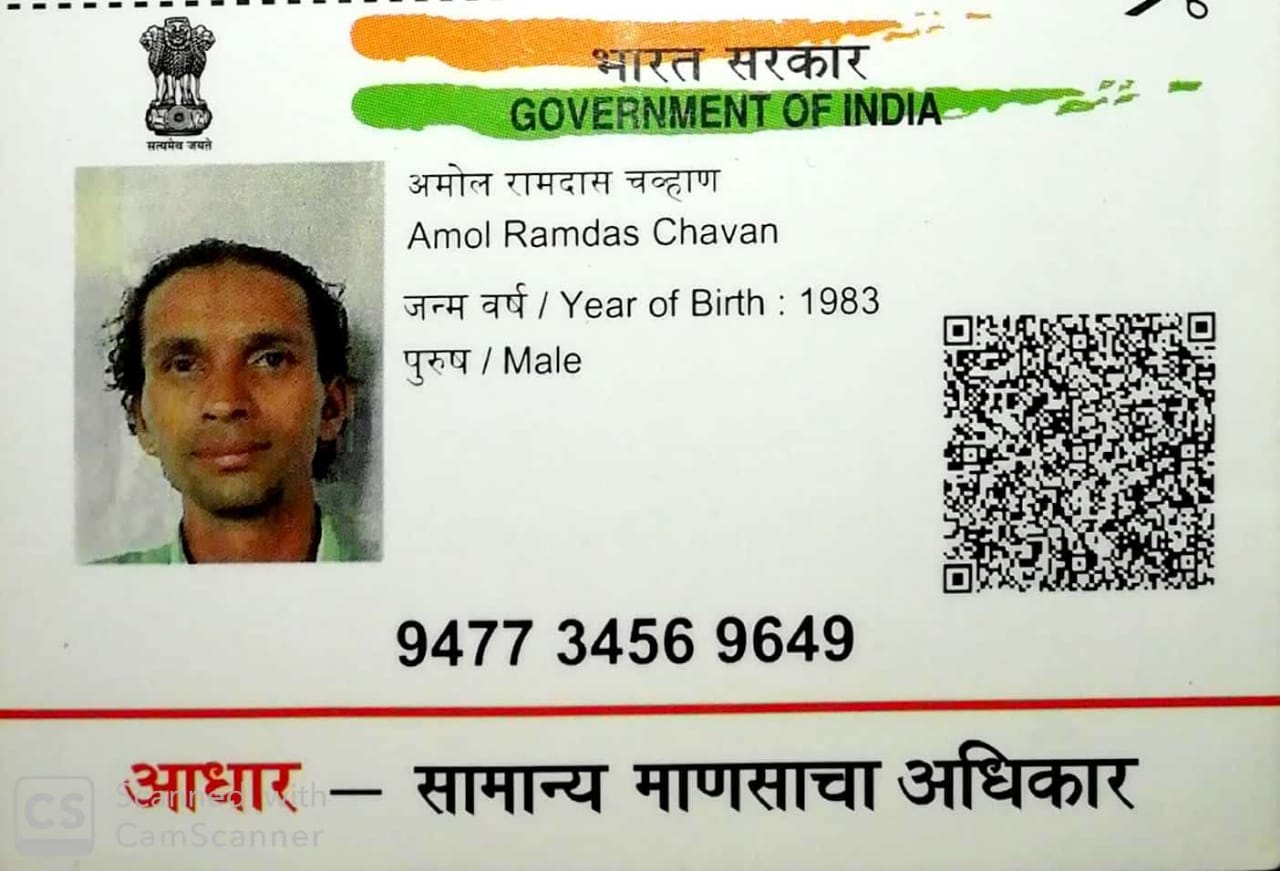 सत्यमेव जयते
भारत सरकार
GOVERNMENT OF INDIA
अमोल रामदास चव्हाण
Amol Ramdas Chavan
जन्म वर्ष / Year of Birth : 1983
पुरुष / Male
9477 3456 9649
आधार — सामान्य माणसाचा अधिकार
CS Scanned with
CamScanner